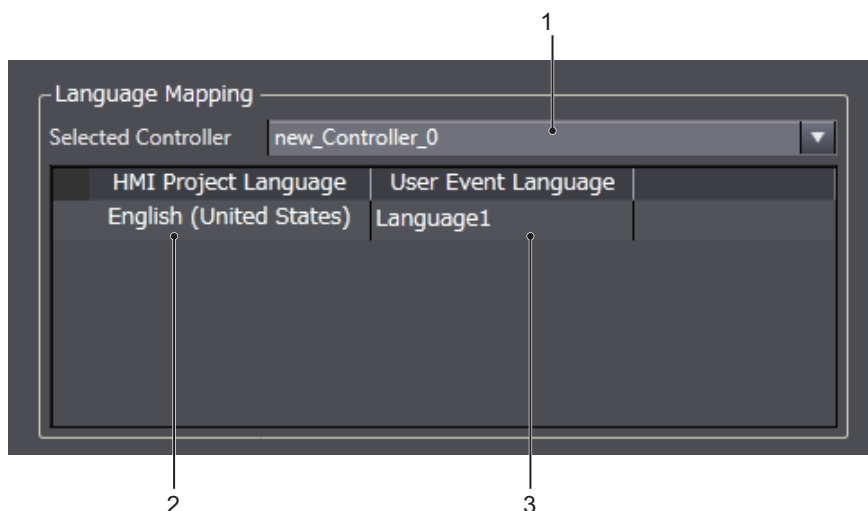 1
Language Mapping
Selected Controller new_Controller_0
HMI Project Language User Event Language
English (United States) Language1
2 3